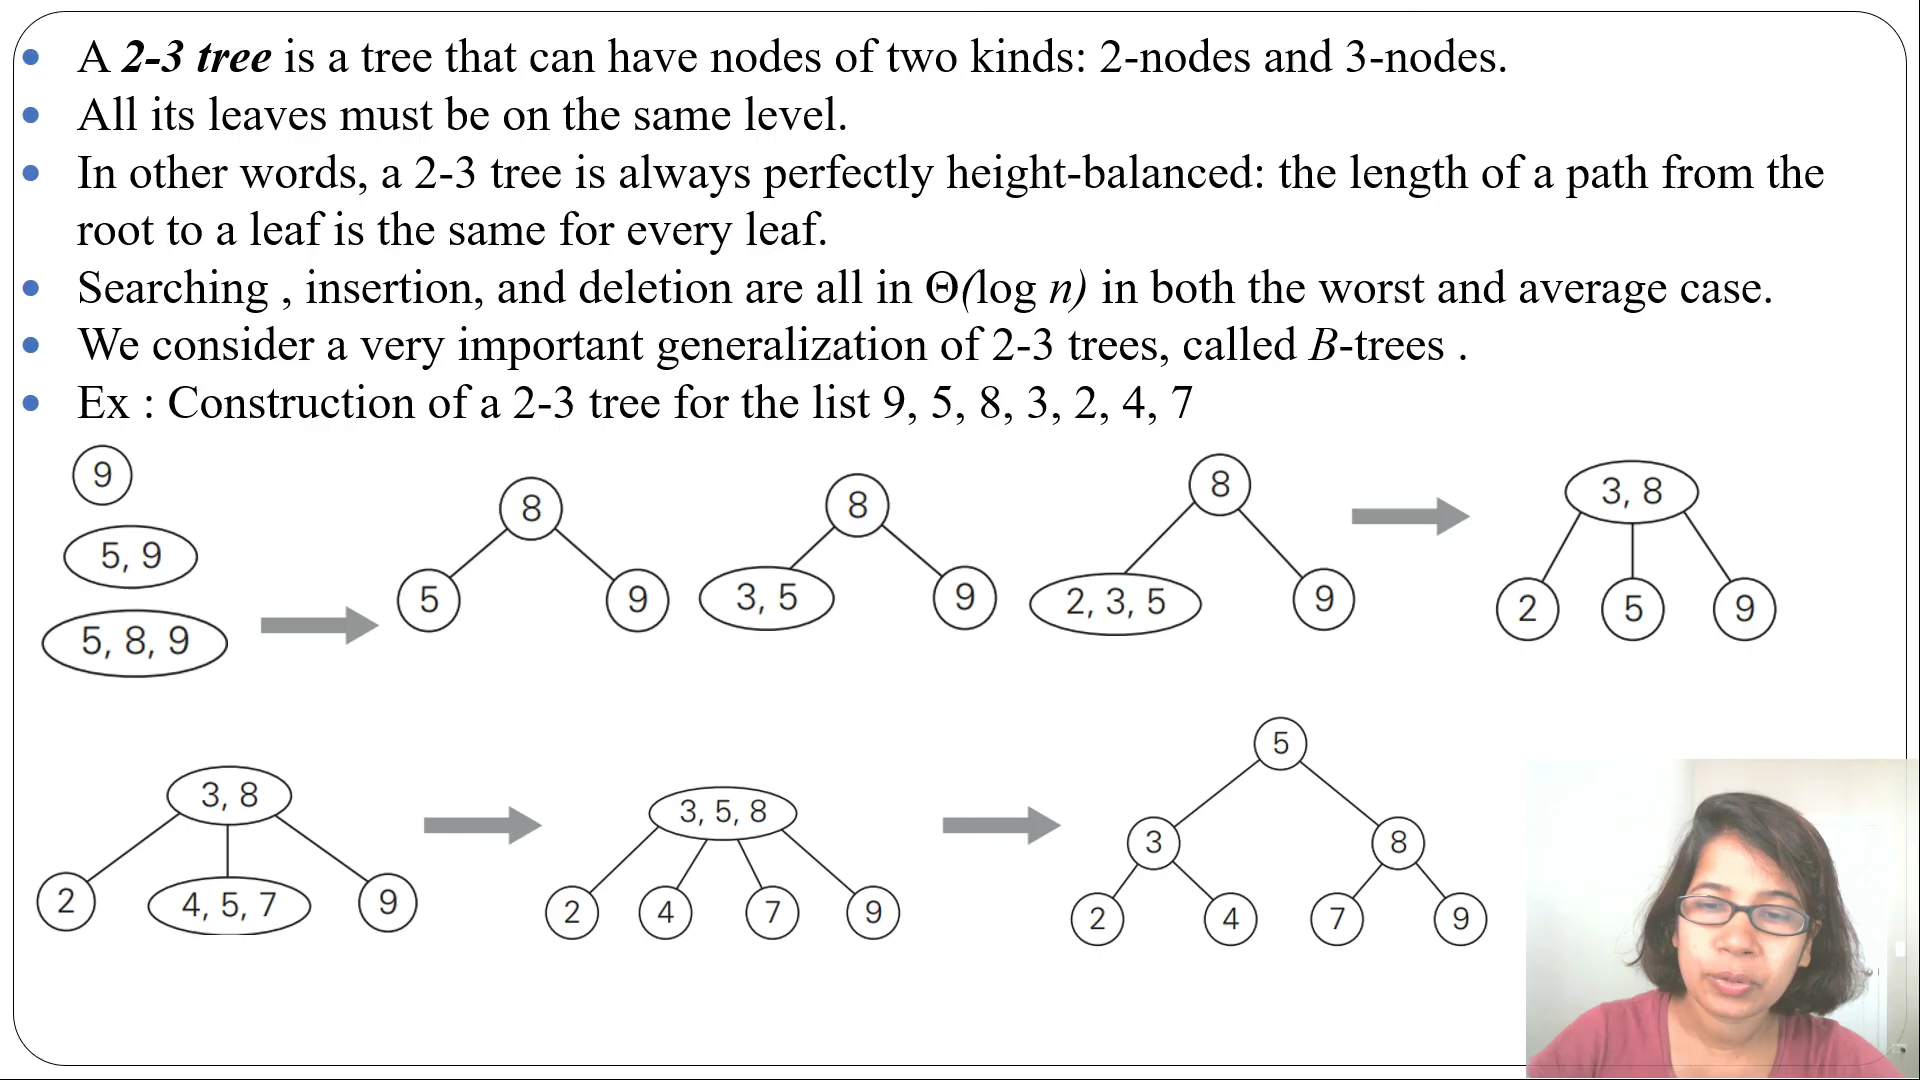 • A 2-3 tree is a tree that can have nodes of two kinds: 2-nodes and 3-nodes.
• All its leaves must be on the same level.
• In other words, a 2-3 tree is always perfectly height-balanced: the length of a path from the
root to a leaf is the same for every leaf.
• Searching , insertion, and deletion are all in Θ(log n) in both the worst and average case.
• We consider a very important generalization of 2-3 trees, called B-trees .
• Ex : Construction of a 2-3 tree for the list 9, 5, 8, 3, 2, 4, 7
9
5, 9
5, 8, 9
8
5 9
8
3, 5 9
8
2, 3, 5 9
3, 8
2 5 9
3, 8
2 4, 5, 7 9
3, 5, 8
2 4 7 9
5
3 8
2 4 7 9